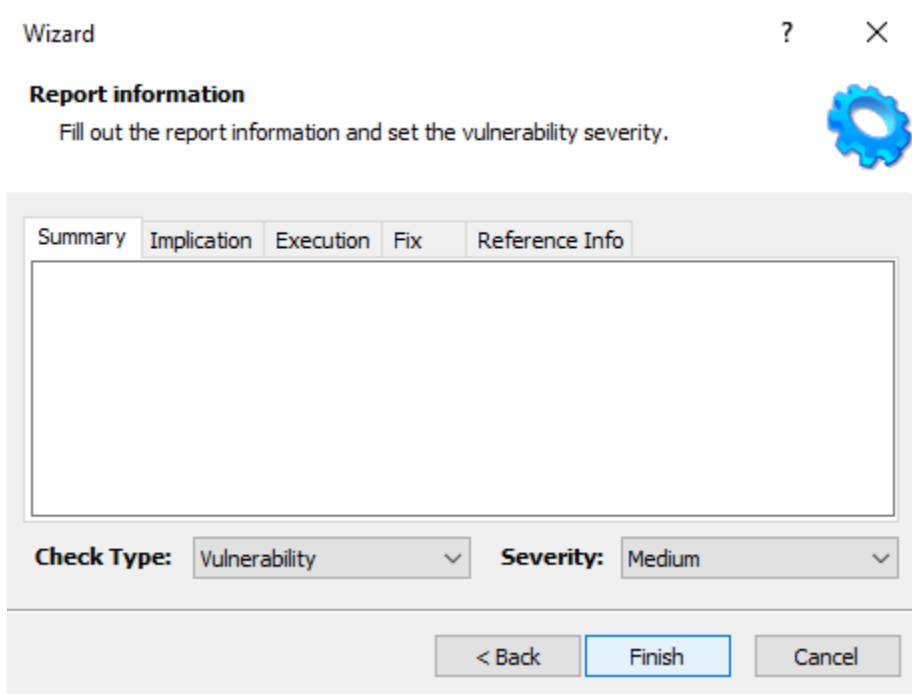 Wizard ?
Report information
Fill out the report information and set the vulnerability severity.
Summary Implication Execution Fix Reference Info
Check Type: Vulnerability Severity: Medium
< Back Finish Cancel